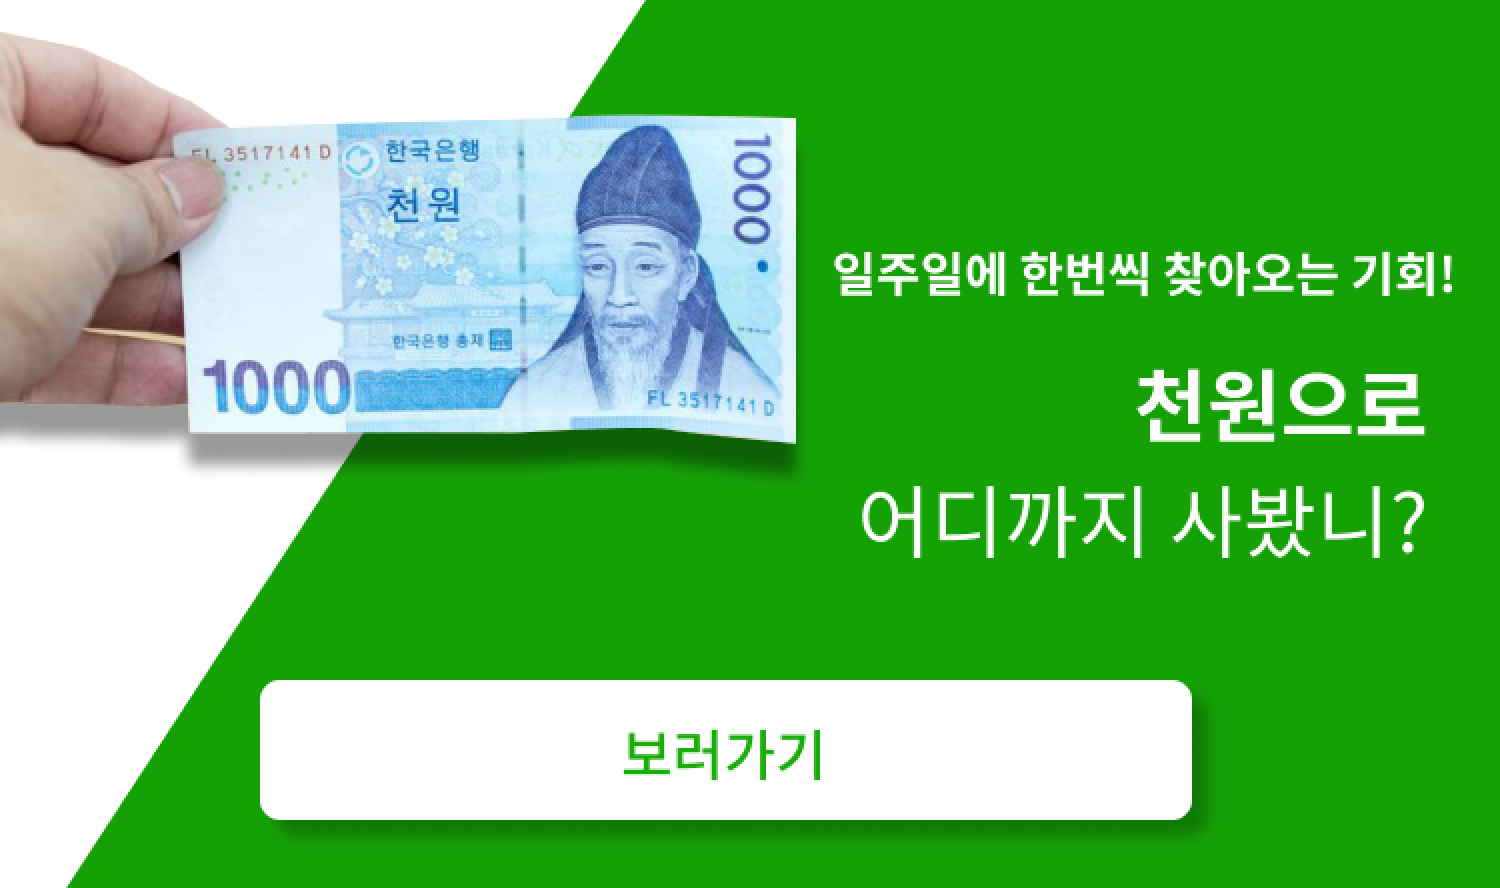 FL 3517141 D
한국은행
천원
1000
한국은행 총재
1000
FL 3517141 D
일주일에 한번씩 찾아오는 기회!
천원으로
어디까지 사봤니?
보러가기